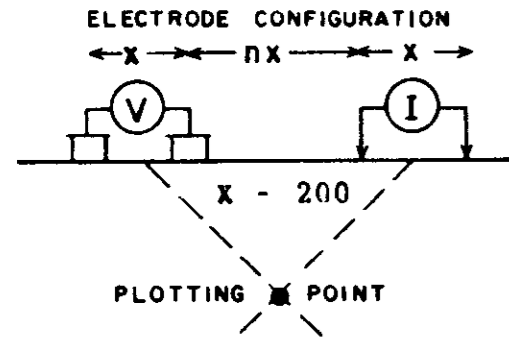 ELECTRODE CONFIGURATION
x nx x
V I
X - 200
PLOTTING POINT